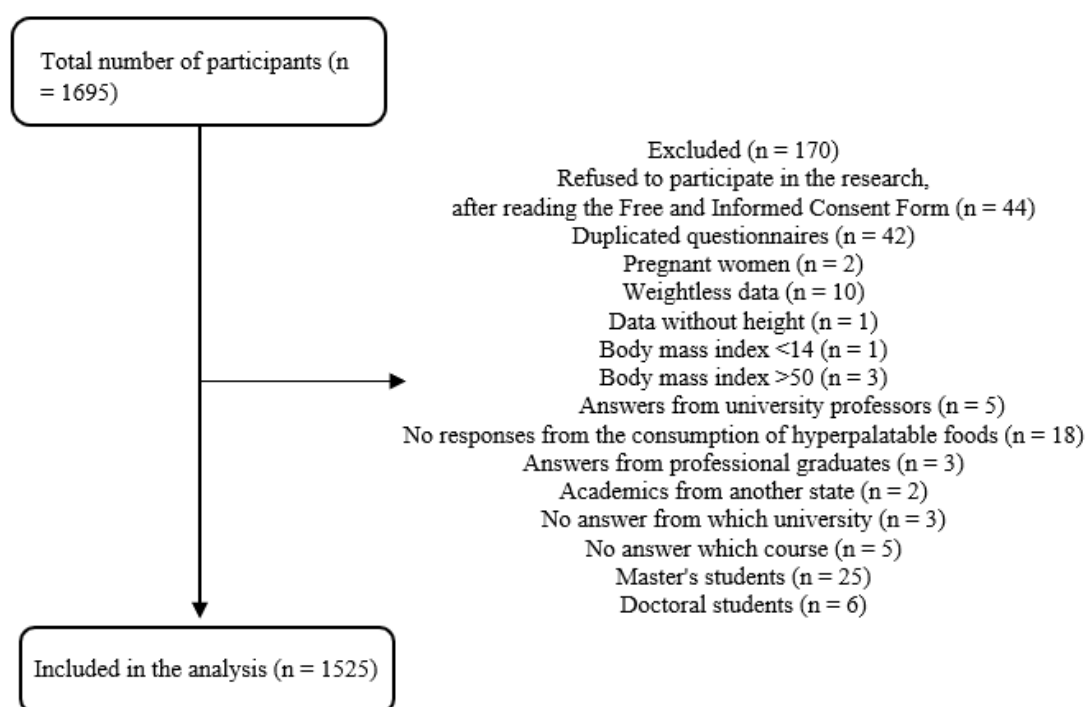 Total number of participants (n
= 1695)
Excluded (n = 170)
Refused to participate in the research,
after reading the Free and Informed Consent Form (n = 44)
Duplicated questionnaires (n = 42)
Pregnant women (n = 2)
Weightless data (n = 10)
Data without height (n = 1)
Body mass index <14 (n = 1)
Body mass index >50 (n = 3)
Answers from university professors (n = 5)
No responses from the consumption of hyperpalatable foods (n = 18)
Answers from professional graduates (n = 3)
Academics from another state (n = 2)
No answer from which university (n = 3)
No answer which course (n = 5)
Master's students (n = 25)
Doctoral students (n = 6)
Included in the analysis (n = 1525)